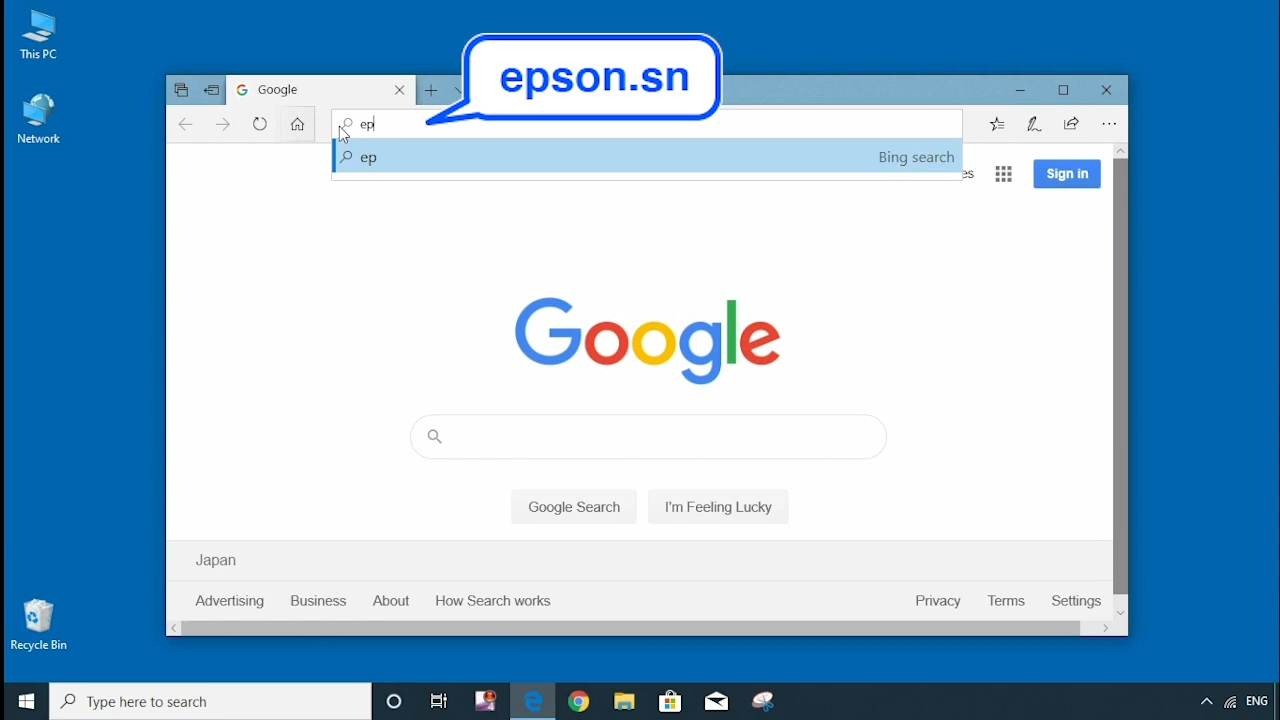 This PC
epson.sn
Google
ep
ep Bing search
es Sign in
Network
Google
Google Search I'm Feeling Lucky
Japan
Advertising Business About How Search works Privacy Terms Settings
Recycle Bin
Type here to search
ENG